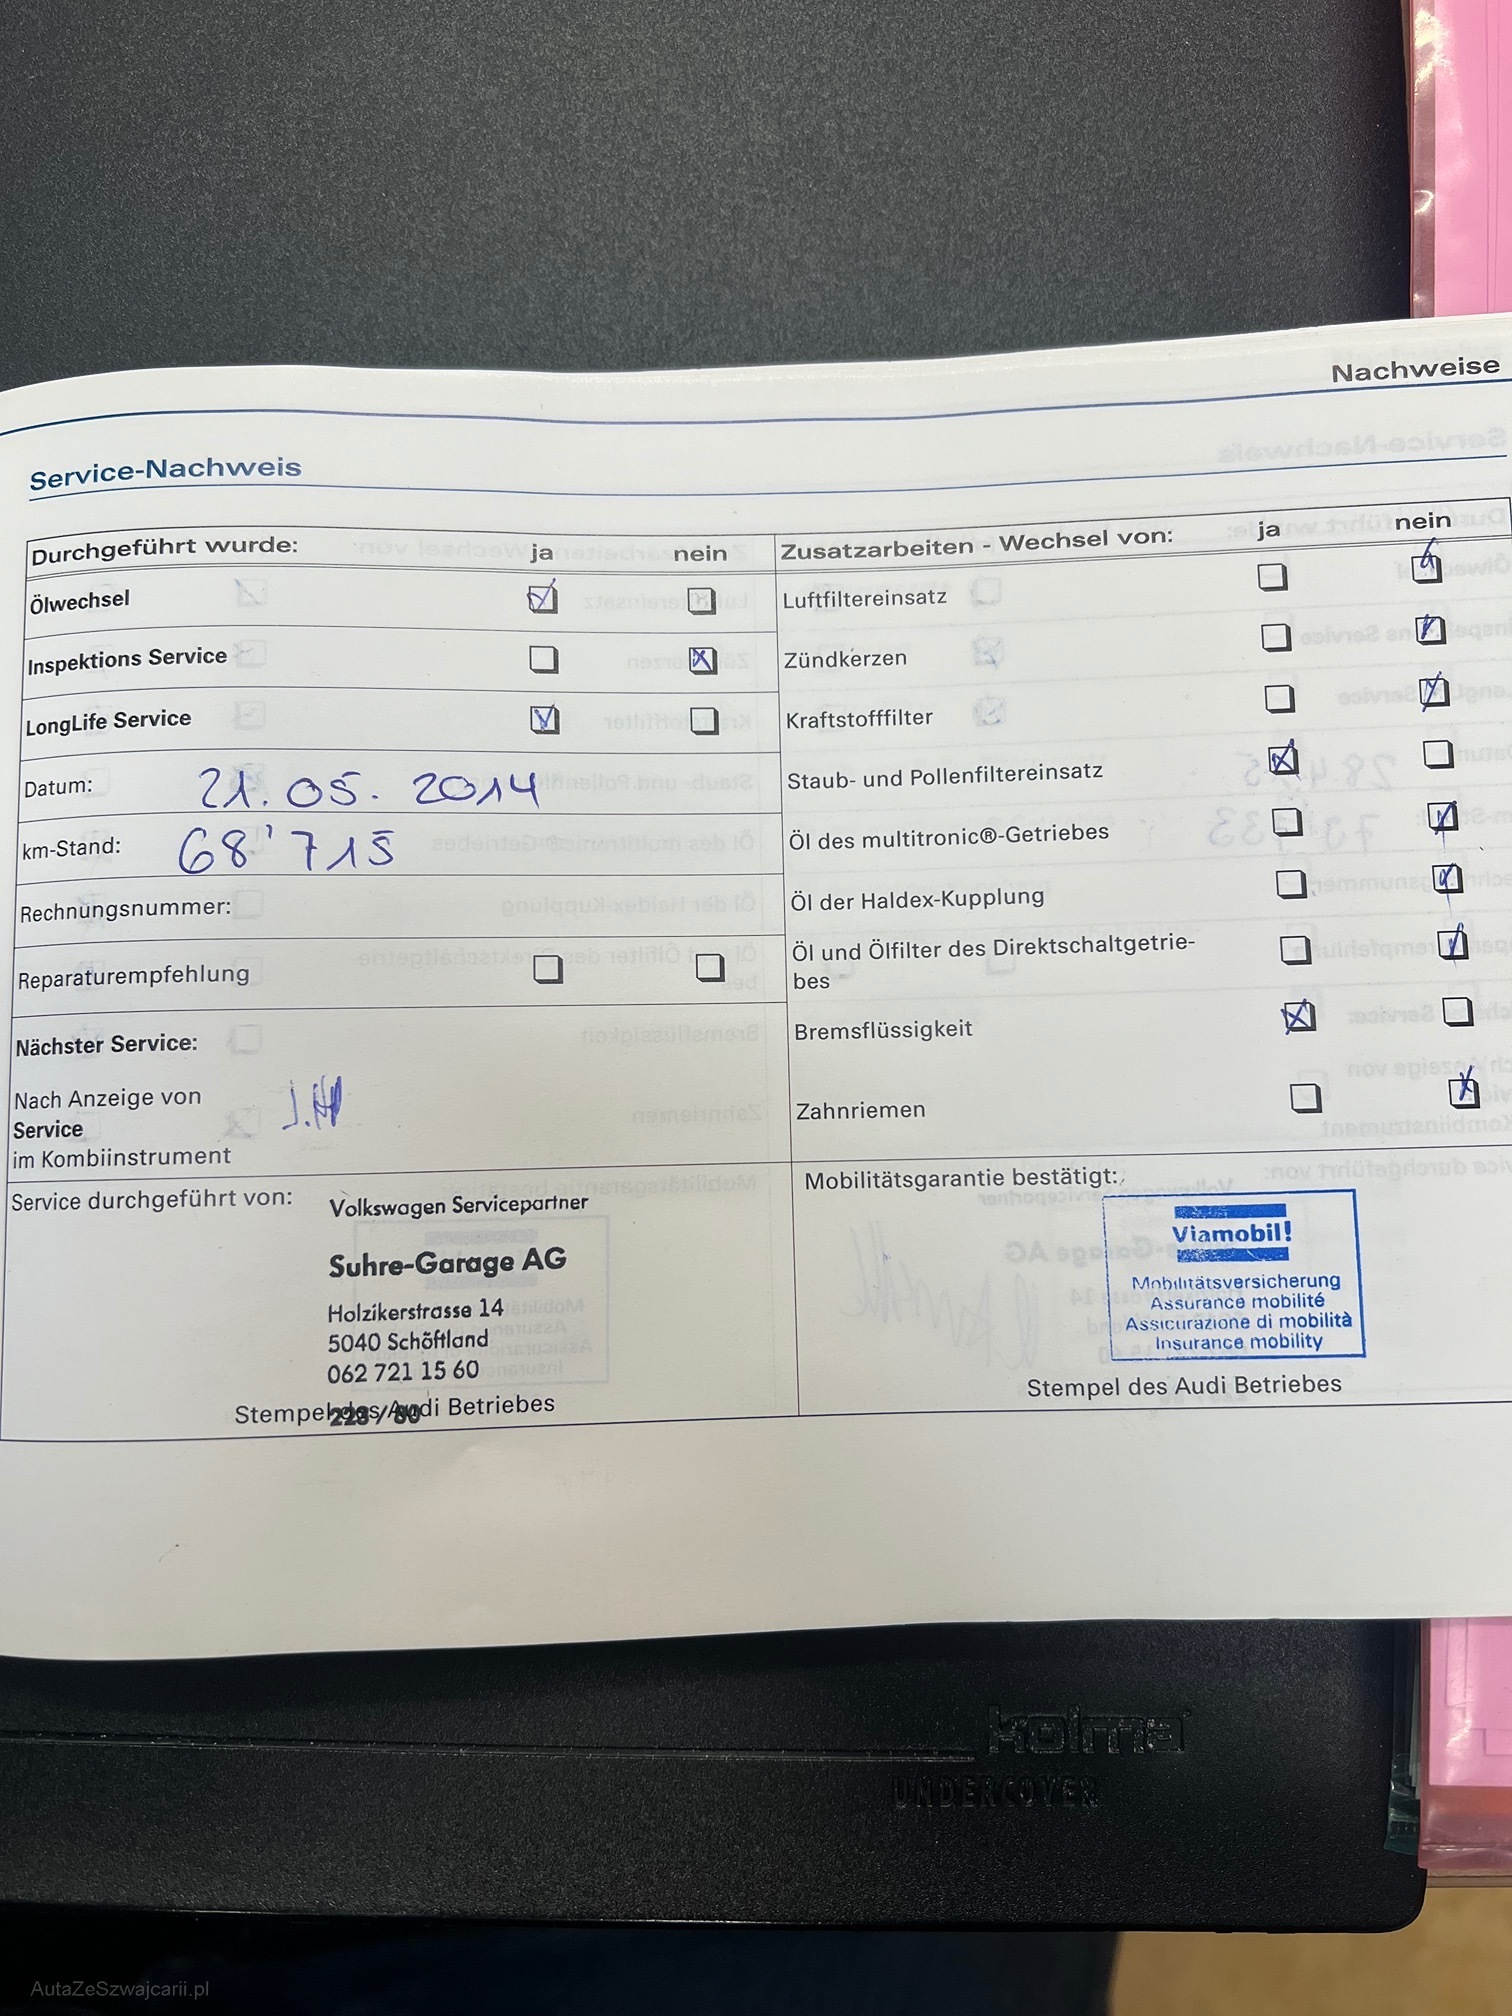 Nachweise
Service-Nachweis
Durchgeführt wurde: ja nein
Ölwechsel
Inspektions Service
LongLife Service
Datum: 21.05.2014
km-Stand: 68'715
Rechnungsnummer:
Reparaturempfehlung
Nächster Service:
Nach Anzeige von
Service
im Kombiinstrument
Service durchgeführt von:
Volkswagen Servicepartner
Suhre-Garage AG
Holzikerstrasse 14
5040 Schöftland
062 721 15 60
Stempel des Audi Betriebes
Zusatzarbeiten - Wechsel von: ja nein
Luftfiltereinsatz
Zündkerzen
Kraftstofffilter
Staub- und Pollenfiltereinsatz
Öl des multitronic®-Getriebes
Öl der Haldex-Kupplung
Öl und Ölfilter des Direktschaltgetrie-
bes
Bremsflüssigkeit
Zahnriemen
Mobilitätsgarantie bestätigt:
Viamobil!
Mobilitätsversicherung
Assurance mobilité
Assicurazione di mobilità
Insurance mobility
Stempel des Audi Betriebes
kolma
UNDERCOVER
AutaZeSzwajcarii.pl